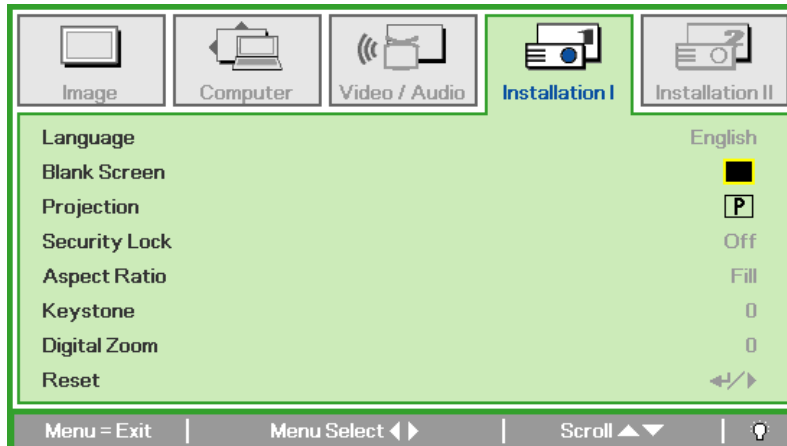 Image Computer Video / Audio Installation I Installation II
Language English
Blank Screen
Projection P
Security Lock Off
Aspect Ratio Fill
Keystone 0
Digital Zoom 0
Reset
Menu = Exit Menu Select Scroll